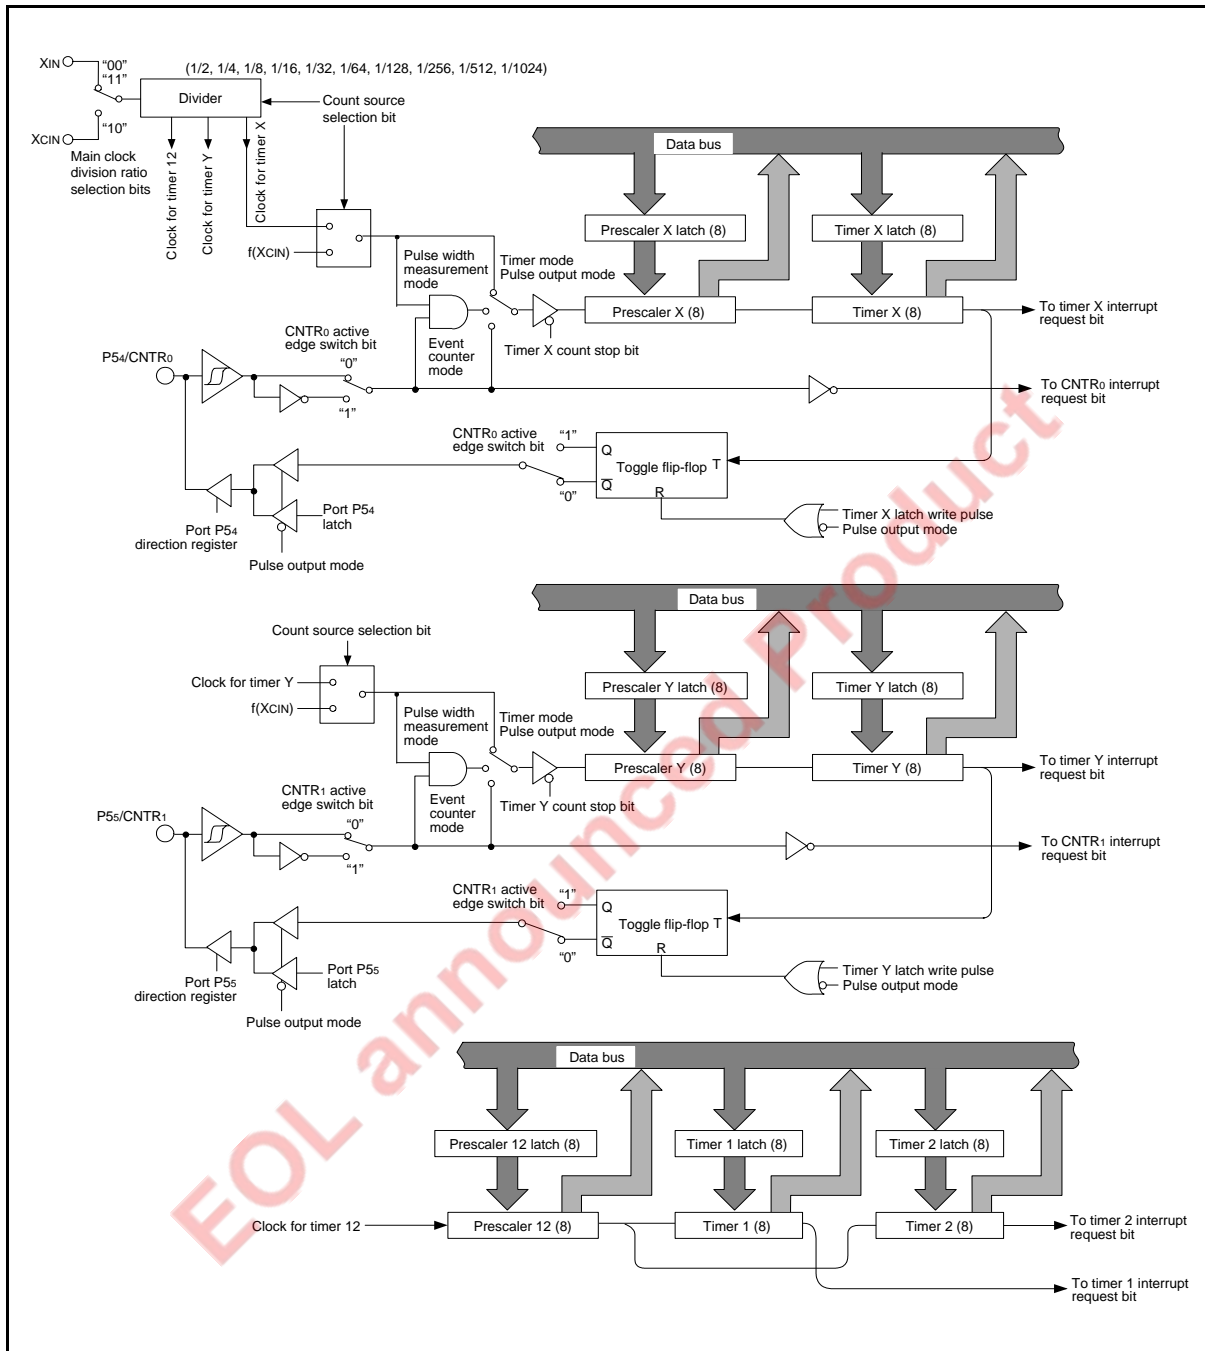 XIN
"00"
"11"
(1/2, 1/4, 1/8, 1/16, 1/32, 1/64, 1/128, 1/256, 1/512, 1/1024)
Divider
Count source
selection bit
XCIN
"10"
Main clock
division ratio
selection bits
Clock for timer 12
Clock for timer Y
Clock for timer X
f(XCIN)
Data bus
Prescaler X latch (8)
Timer X latch (8)
Pulse width
measurement
mode
Timer mode
Pulse output mode
Prescaler X (8)
Timer X (8)
To timer X interrupt
request bit
Event
counter
mode
Timer X count stop bit
P54/CNTR0
CNTR0 active
edge switch bit
"0"
"1"
To CNTR0 interrupt
request bit
CNTR0 active
edge switch bit
"1"
"0"
Q
Toggle flip-flop
T
Q
R
Timer X latch write pulse
Pulse output mode
Port P54
latch
Port P54
direction register
Pulse output mode
Data bus
Count source selection bit
Clock for timer Y
f(XCIN)
Prescaler Y latch (8)
Timer Y latch (8)
Pulse width
measurement
mode
Timer mode
Pulse output mode
Prescaler Y (8)
Timer Y (8)
To timer Y interrupt
request bit
Event
counter
mode
Timer Y count stop bit
P55/CNTR1
CNTR1 active
edge switch bit
"0"
"1"
To CNTR1 interrupt
request bit
CNTR1 active
edge switch bit
"1"
"0"
Q
Toggle flip-flop
T
Q
R
Timer Y latch write pulse
Pulse output mode
Port P55
latch
Port P55
direction register
Pulse output mode
Data bus
Prescaler 12 latch (8)
Timer 1 latch (8)
Timer 2 latch (8)
Clock for timer 12
Prescaler 12 (8)
Timer 1 (8)
Timer 2 (8)
To timer 2 interrupt
request bit
To timer 1 interrupt
request bit
EOL announced Product